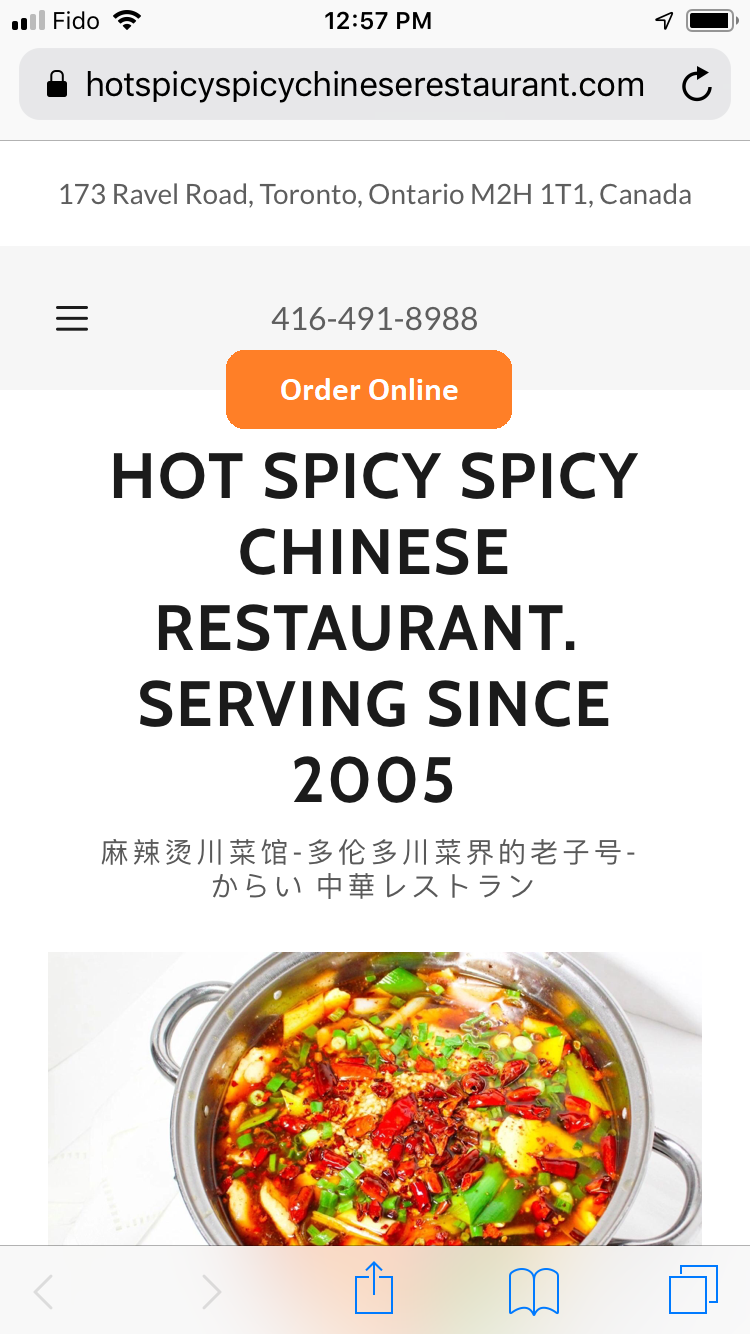 Fido 12:57 PM
hotspicyspicychineserestaurant.com
173 Ravel Road, Toronto, Ontario M2H 1T1, Canada
416-491-8988
Order Online
HOT SPICY SPICY
CHINESE
RESTAURANT.
SERVING SINCE
2005
麻辣烫川菜馆-多伦多川菜界的老子号-
からい 中華レストラン